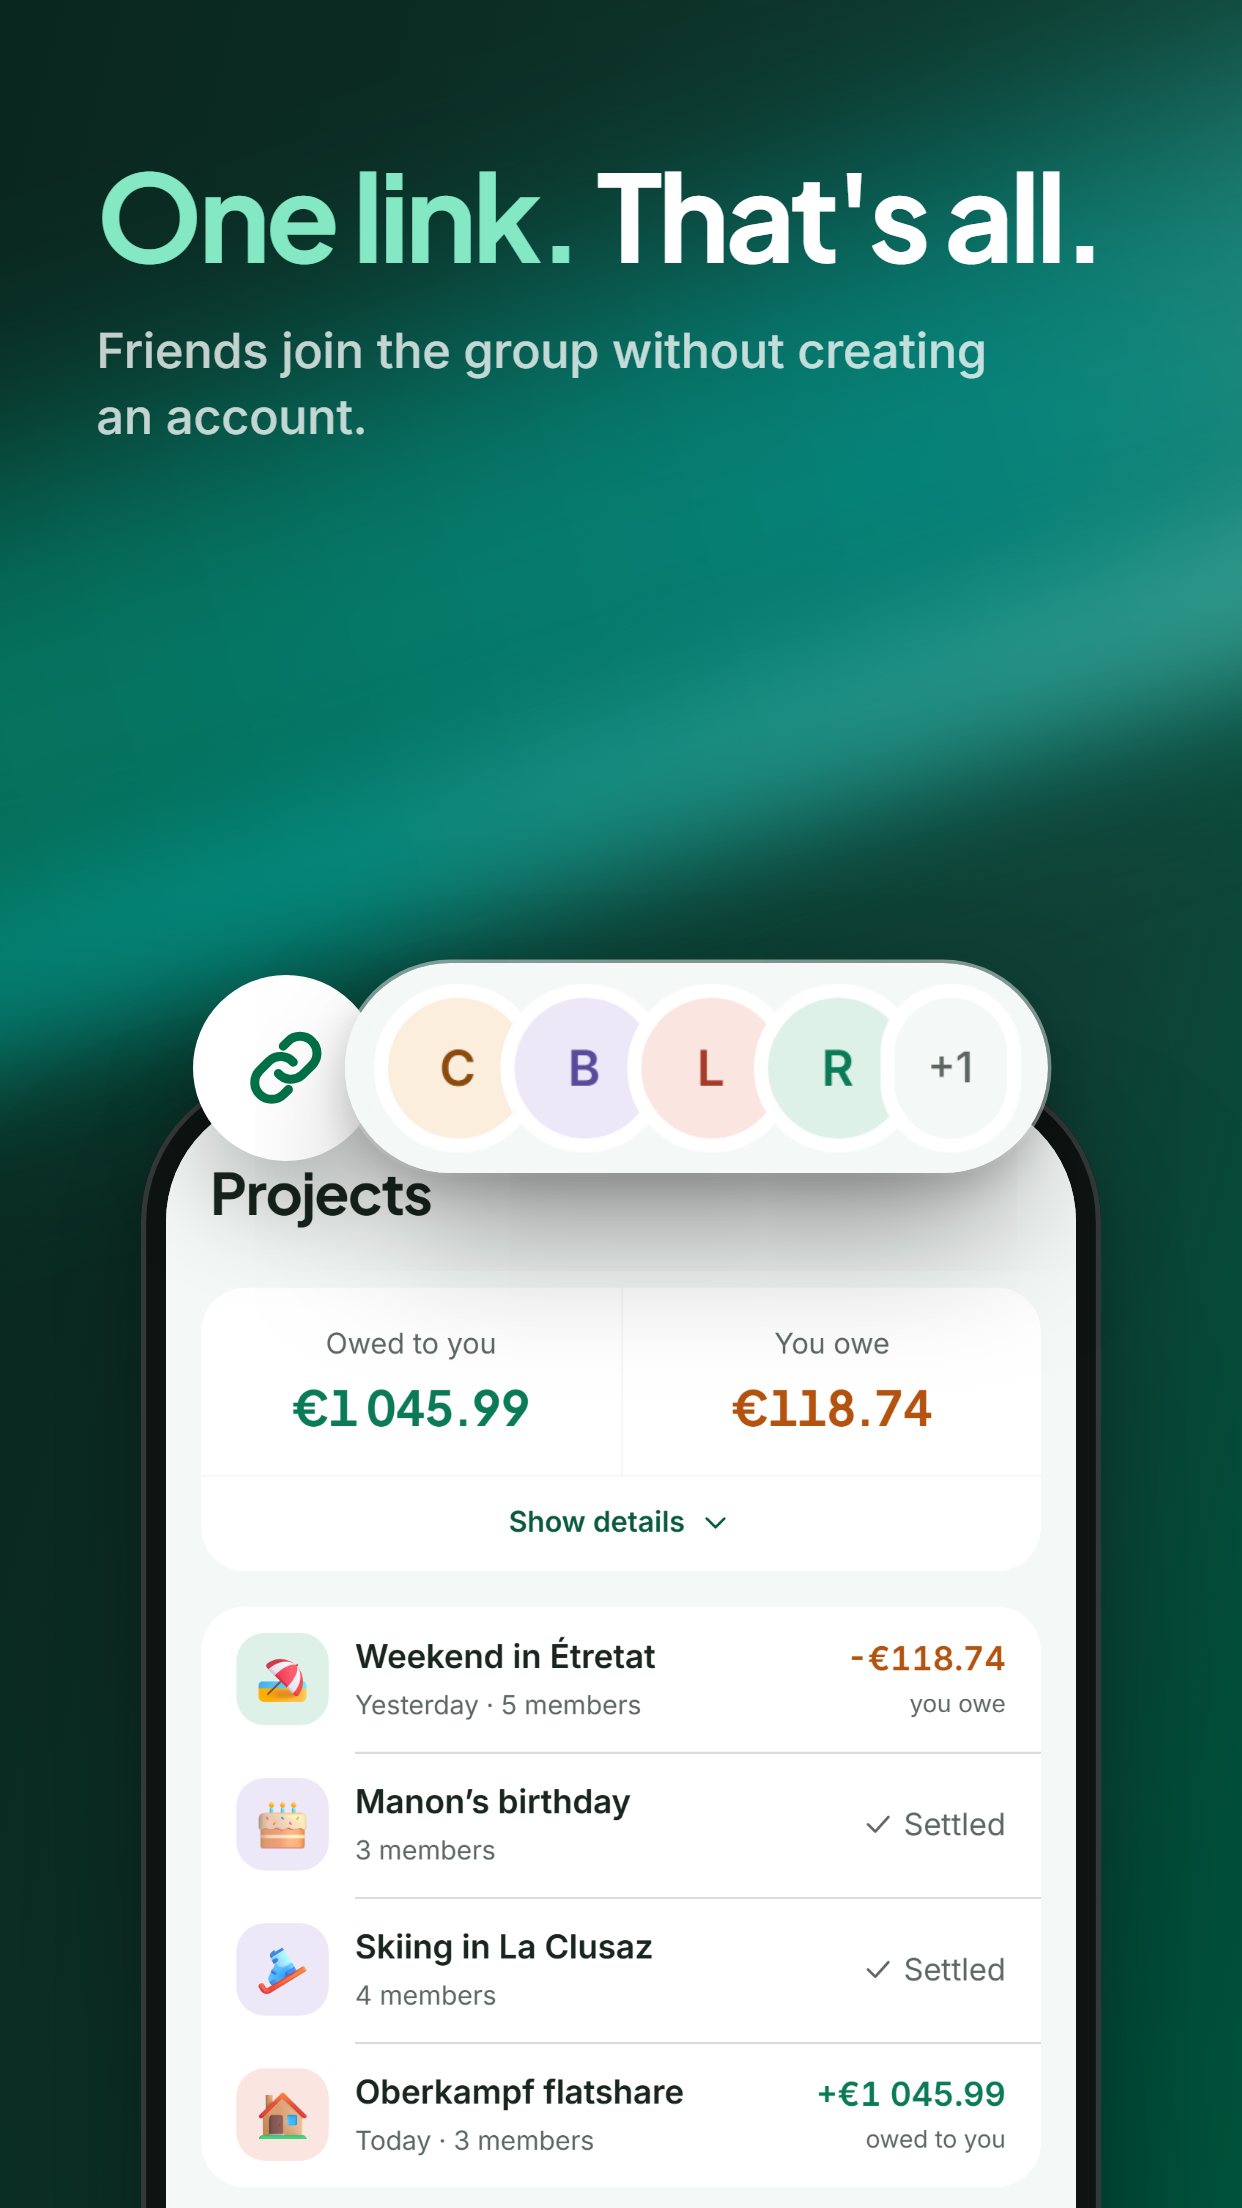 One link. That's all.
Friends join the group without creating
an account.
C B L R +1
Projects
Owed to you
€1 045.99
You owe
€118.74
Show details
Weekend in Étretat
Yesterday · 5 members
-€118.74
you owe
Manon’s birthday
3 members
Settled
Skiing in La Clusaz
4 members
Settled
Oberkampf flatshare
Today · 3 members
+€1 045.99
owed to you